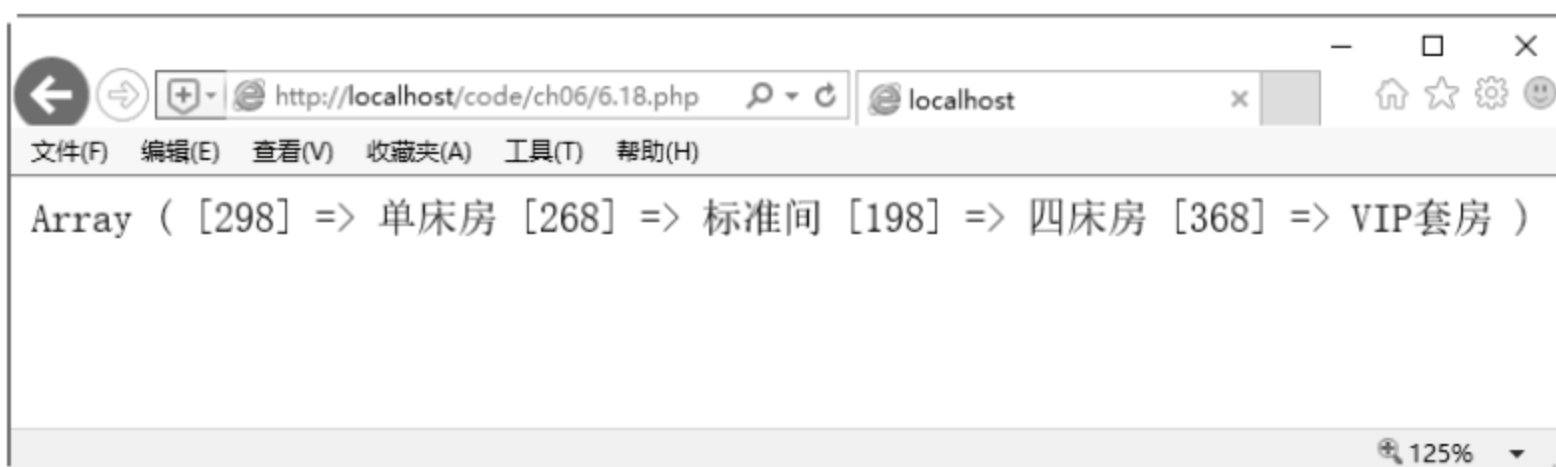 http://localhost/code/ch06/6.18.php localhost
文件(F) 编辑(E) 查看(V) 收藏夹(A) 工具(T) 帮助(H)
Array ( [298] => 单床房 [268] => 标准间 [198] => 四床房 [368] => VIP套房 )
125%